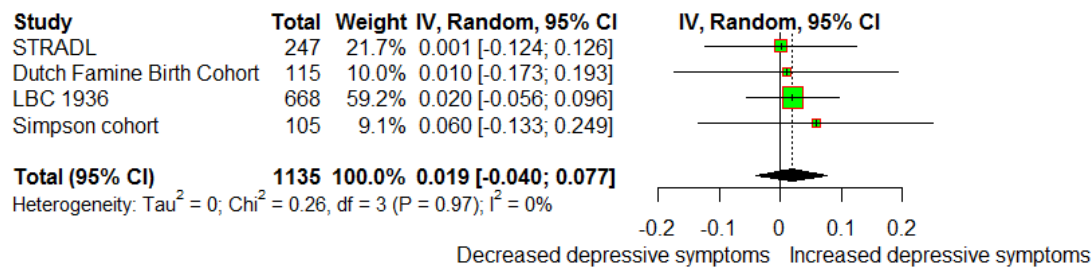 Study Total Weight IV, Random, 95% CI IV, Random, 95% CI
STRADL 247 21.7% 0.001 [-0.124; 0.126]
Dutch Famine Birth Cohort 115 10.0% 0.010 [-0.173; 0.193]
LBC 1936 668 59.2% 0.020 [-0.056; 0.096]
Simpson cohort 105 9.1% 0.060 [-0.133; 0.249]
Total (95% CI) 1135 100.0% 0.019 [-0.040; 0.077]
Heterogeneity: Tau² = 0; Chi² = 0.26, df = 3 (P = 0.97); I² = 0%
-0.2 -0.1 0 0.1 0.2
Decreased depressive symptoms Increased depressive symptoms